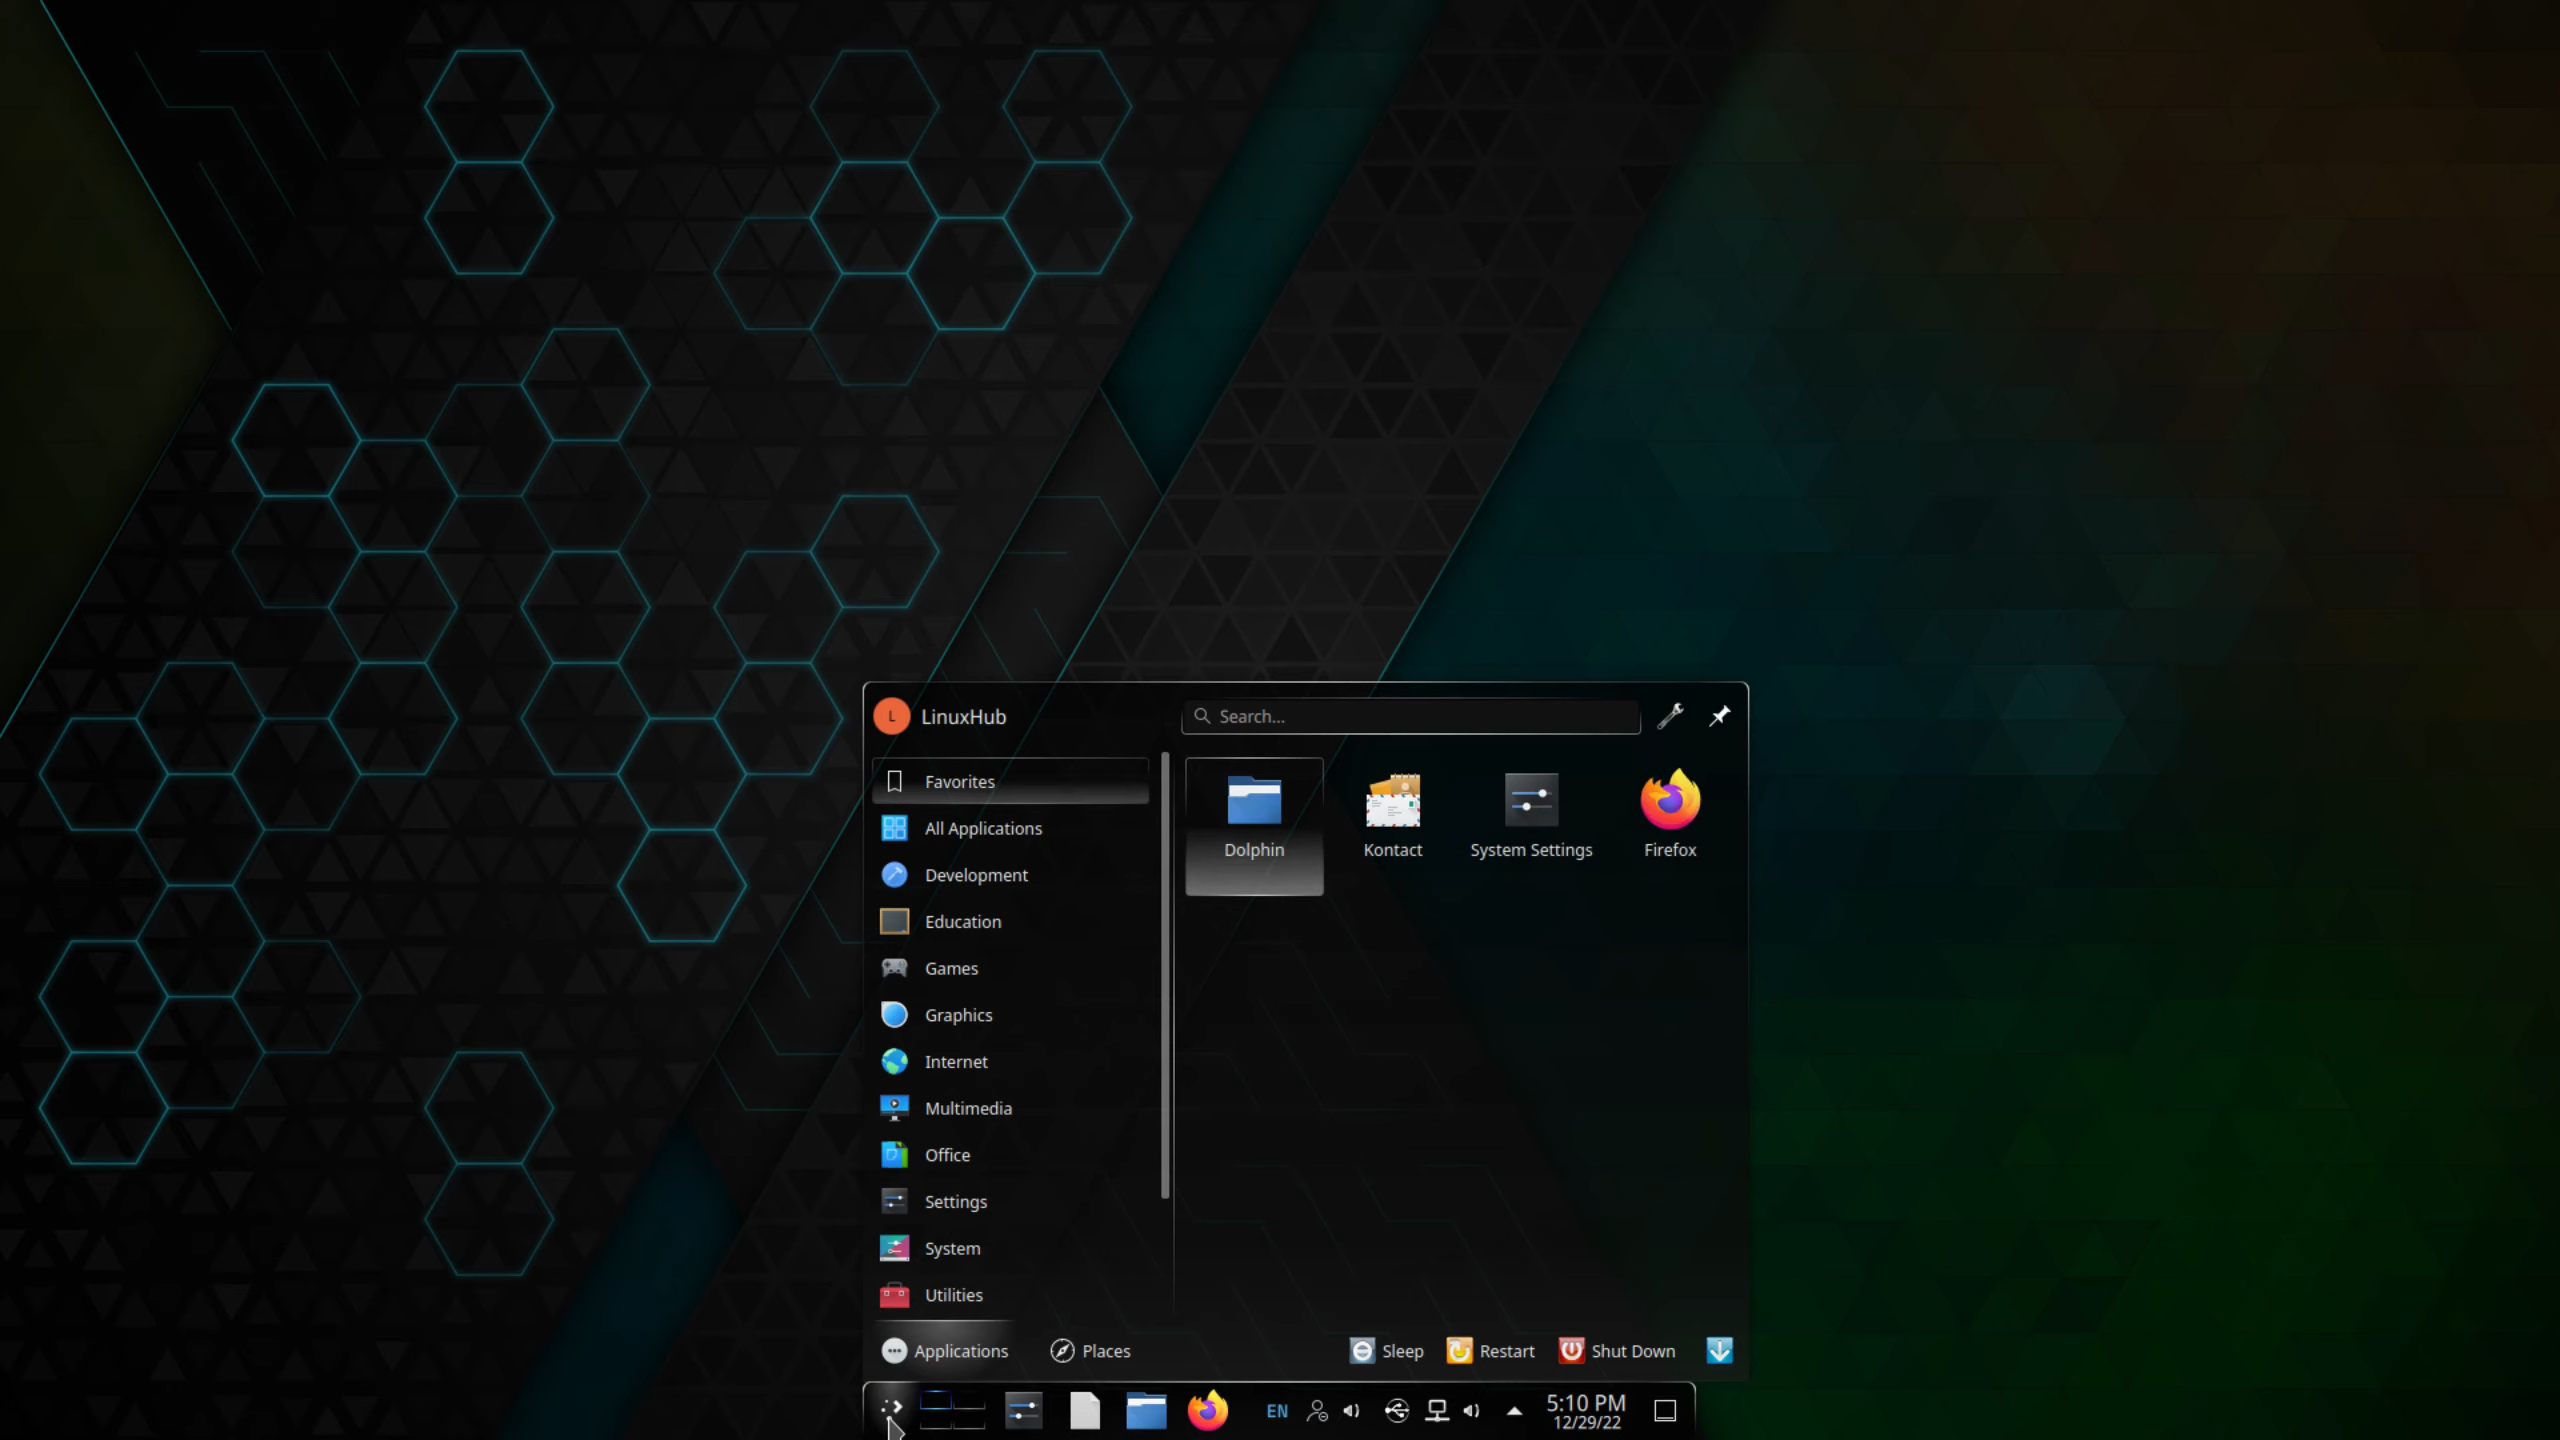 L LinuxHub
Search...
Favorites
All Applications
Development
Education
Games
Graphics
Internet
Multimedia
Office
Settings
System
Utilities
Dolphin
Kontact
System Settings
Firefox
Applications
Places
Sleep
Restart
Shut Down
EN
5:10 PM
12/29/22